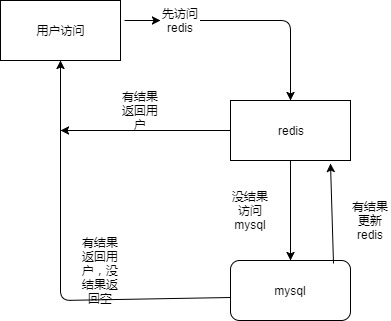 用户访问
先访问
redis
有结果
返回用
户
redis
没结果
访问
mysql
有结果
更新
redis
有结果
返回用
户，没
结果返
回空
mysql